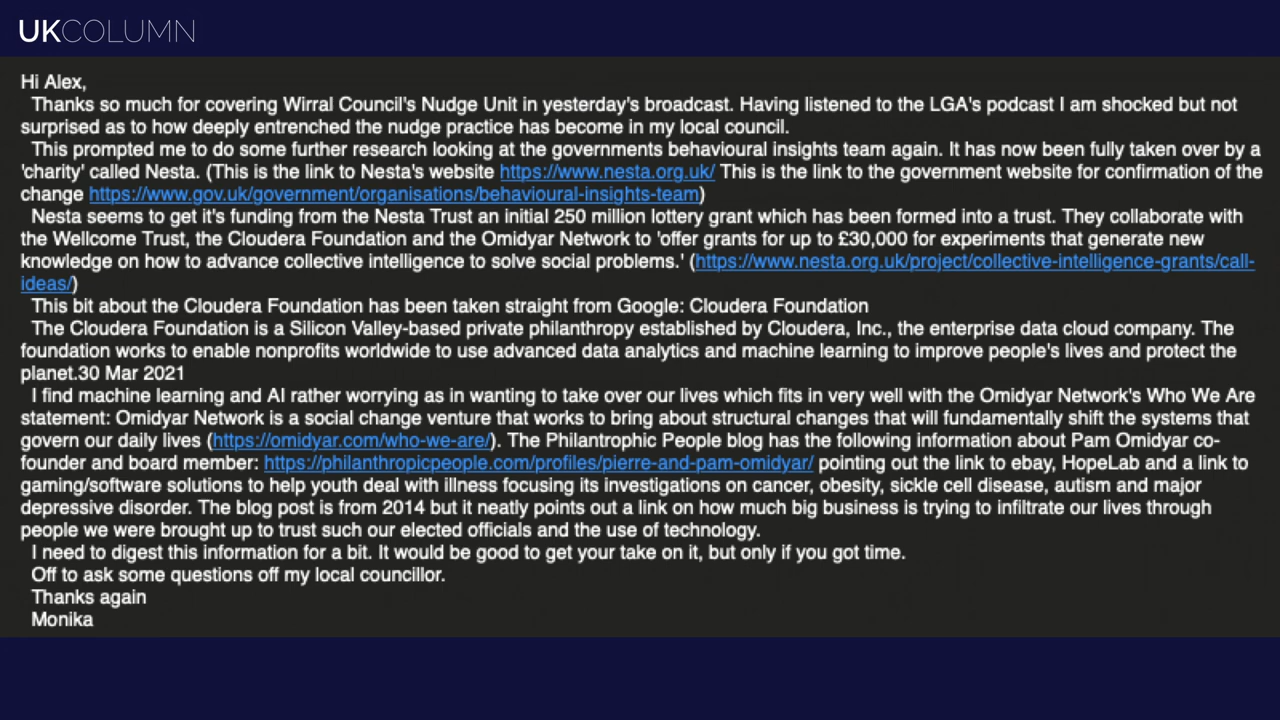 UKCOLUMN
Hi Alex,
Thanks so much for covering Wirral Council's Nudge Unit in yesterday's broadcast. Having listened to the LGA's podcast I am shocked but not
surprised as to how deeply entrenched the nudge practice has become in my local council.
This prompted me to do some further research looking at the governments behavioural insights team again. It has now been fully taken over by a
'charity' called Nesta. (This is the link to Nesta's website https://www.nesta.org.uk/ This is the link to the government website for confirmation of the
change https://www.gov.uk/government/organisations/behavioural-insights-team)
Nesta seems to get it's funding from the Nesta Trust an initial 250 million lottery grant which has been formed into a trust. They collaborate with
the Wellcome Trust, the Cloudera Foundation and the Omidyar Network to 'offer grants for up to £30,000 for experiments that generate new
knowledge on how to advance collective intelligence to solve social problems.' (https://www.nesta.org.uk/project/collective-intelligence-grants/call-
ideas/)
This bit about the Cloudera Foundation has been taken straight from Google: Cloudera Foundation
The Cloudera Foundation is a Silicon Valley-based private philanthropy established by Cloudera, Inc., the enterprise data cloud company. The
foundation works to enable nonprofits worldwide to use advanced data analytics and machine learning to improve people's lives and protect the
planet.30 Mar 2021
I find machine learning and AI rather worrying as in wanting to take over our lives which fits in very well with the Omidyar Network's Who We Are
statement: Omidyar Network is a social change venture that works to bring about structural changes that will fundamentally shift the systems that
govern our daily lives (https://omidyar.com/who-we-are/). The Philantrophic People blog has the following information about Pam Omidyar co-
founder and board member: https://philanthropicpeople.com/profiles/pierre-and-pam-omidyar/ pointing out the link to ebay, HopeLab and a link to
gaming/software solutions to help youth deal with illness focusing its investigations on cancer, obesity, sickle cell disease, autism and major
depressive disorder. The blog post is from 2014 but it neatly points out a link on how much big business is trying to infiltrate our lives through
people we were brought up to trust such our elected officials and the use of technology.
I need to digest this information for a bit. It would be good to get your take on it, but only if you got time.
Off to ask some questions off my local councillor.
Thanks again
Monika